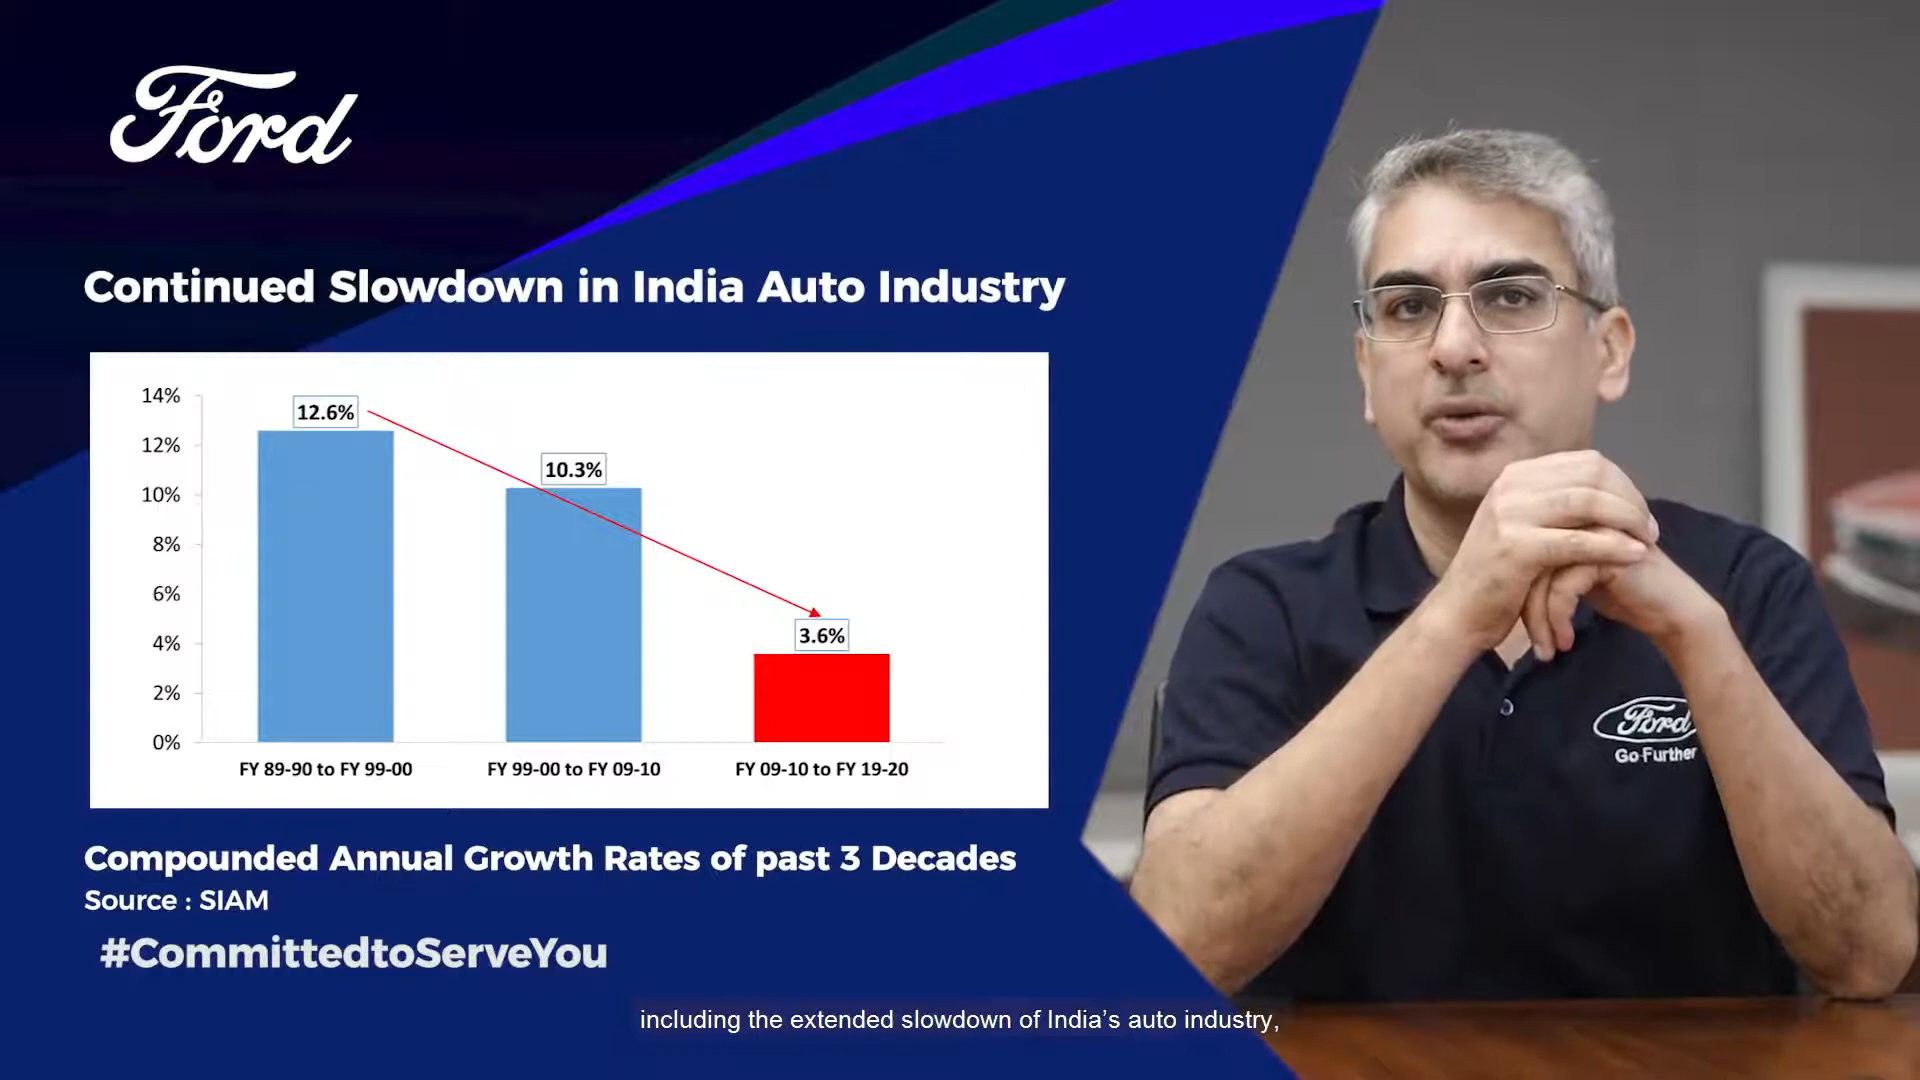 Ford
Continued Slowdown in India Auto Industry
14%
12%
10%
8%
6%
4%
2%
0%
12.6%
10.3%
3.6%
FY 89-90 to FY 99-00
FY 99-00 to FY 09-10
FY 09-10 to FY 19-20
Compounded Annual Growth Rates of past 3 Decades
Source : SIAM
#CommittedtoServeYou
Ford
Go Further
including the extended slowdown of India’s auto industry,